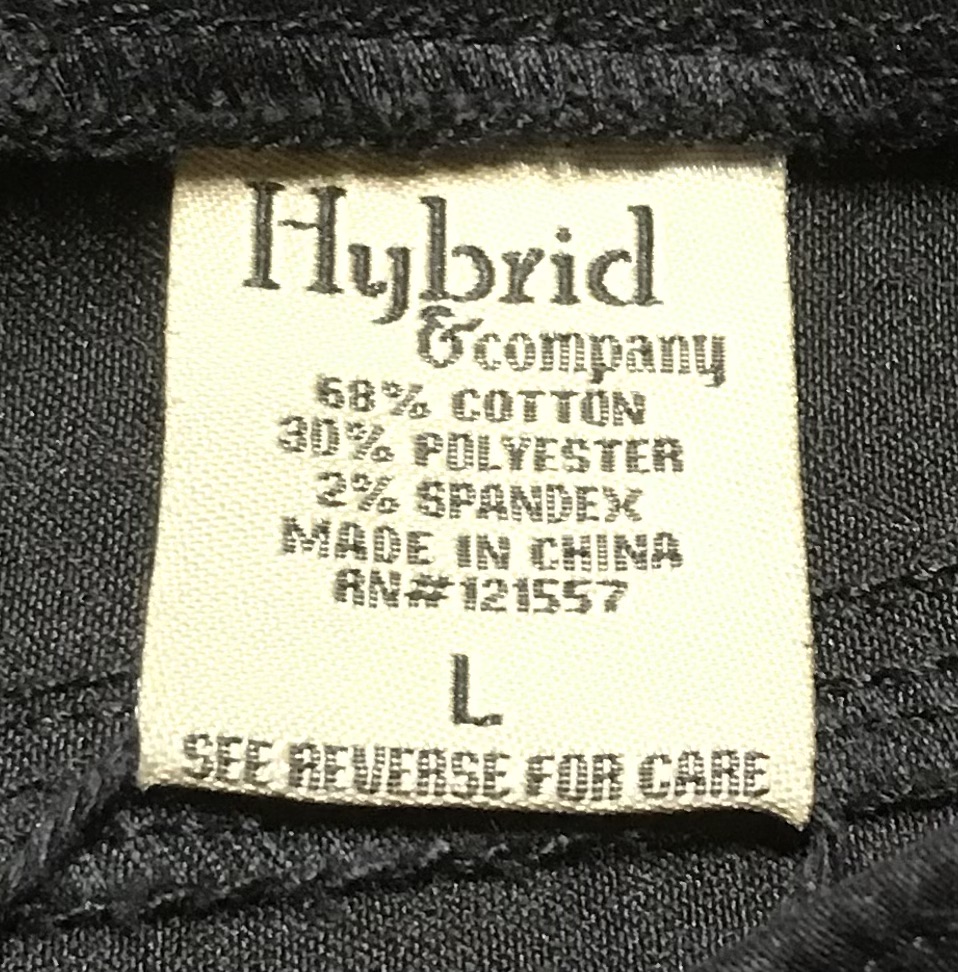 Hybrid
&company
68% COTTON
30% POLYESTER
2% SPANDEX
MADE IN CHINA
RN#121557
L
SEE REVERSE FOR CARE